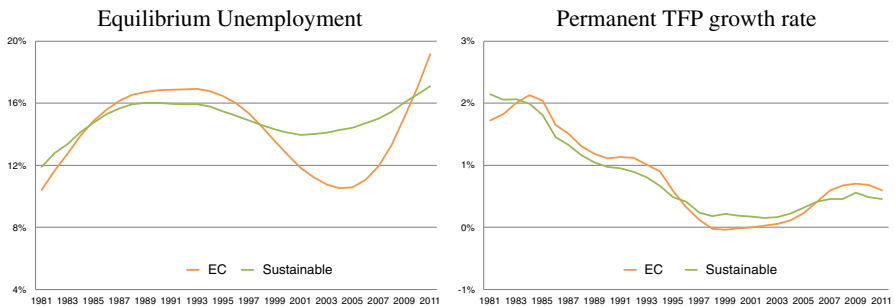 Equilibrium Unemployment
20%
16%
12%
8%
4%
EC Sustainable
1981 1983 1985 1987 1989 1991 1993 1995 1997 1999 2001 2003 2005 2007 2009 2011
Permanent TFP growth rate
3%
2%
1%
0%
-1%
EC Sustainable
1981 1983 1985 1987 1989 1991 1993 1995 1997 1999 2001 2003 2005 2007 2009 2011